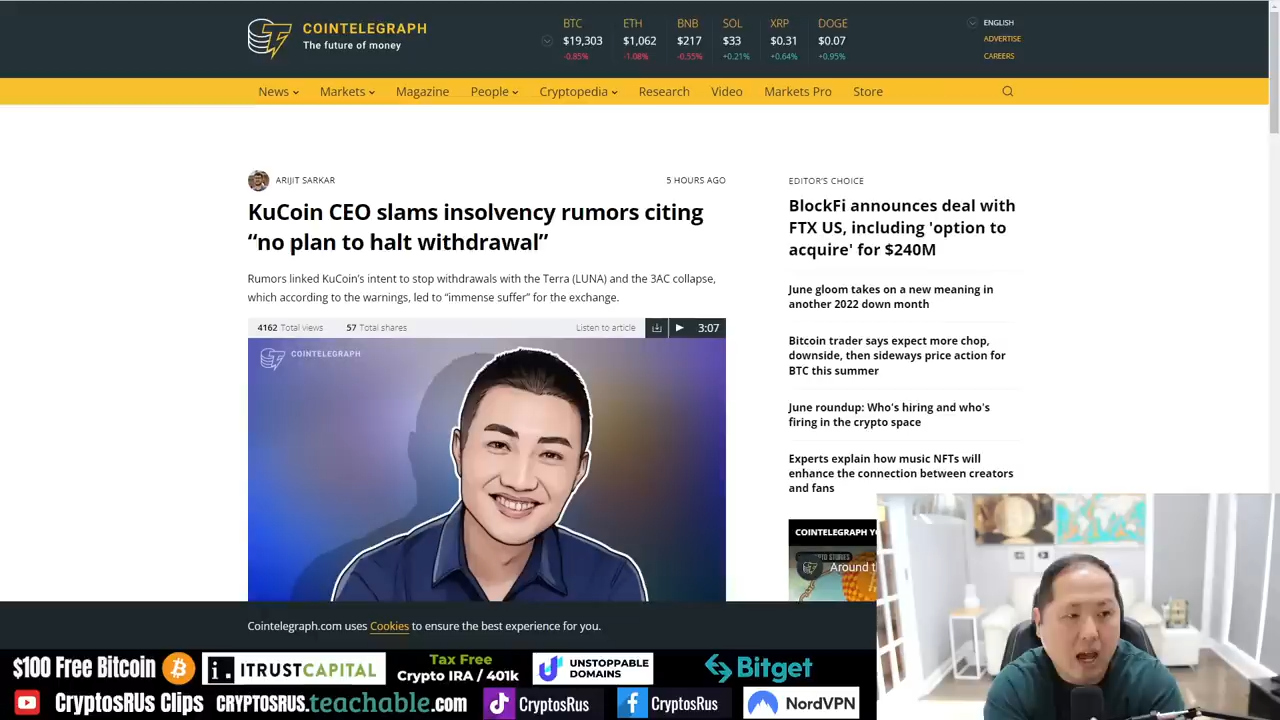 COINTELEGRAPH
The future of money
BTC
$19,303
-0.85%
ETH
$1,062
-1.08%
BNB
$217
-0.55%
SOL
$33
+0.21%
XRP
$0.31
+0.64%
DOGE
$0.07
+0.95%
ENGLISH
ADVERTISE
CAREERS
News Markets Magazine People Cryptopedia Research Video Markets Pro Store
ARIJIT SARKAR
5 HOURS AGO
KuCoin CEO slams insolvency rumors citing
“no plan to halt withdrawal”
Rumors linked KuCoin’s intent to stop withdrawals with the Terra (LUNA) and the 3AC collapse,
which according to the warnings, led to “immense suffer” for the exchange.
4162 Total views 57 Total shares Listen to article 3:07
COINTELEGRAPH
EDITOR'S CHOICE
BlockFi announces deal with
FTX US, including 'option to
acquire' for $240M
June gloom takes on a new meaning in
another 2022 down month
Bitcoin trader says expect more chop,
downside, then sideways price action for
BTC this summer
June roundup: Who's hiring and who's
firing in the crypto space
Experts explain how music NFTs will
enhance the connection between creators
and fans
COINTELEGRAPH
Around
Cointelegraph.com uses Cookies to ensure the best experience for you.
$100 Free Bitcoin
ITRUSTCAPITAL
Tax Free
Crypto IRA / 401k
UNSTOPPABLE
DOMAINS
Bitget
CryptosRUs Clips
CRYPTOSRUS.teachable.com
CryptosRus
CryptosRus
NordVPN